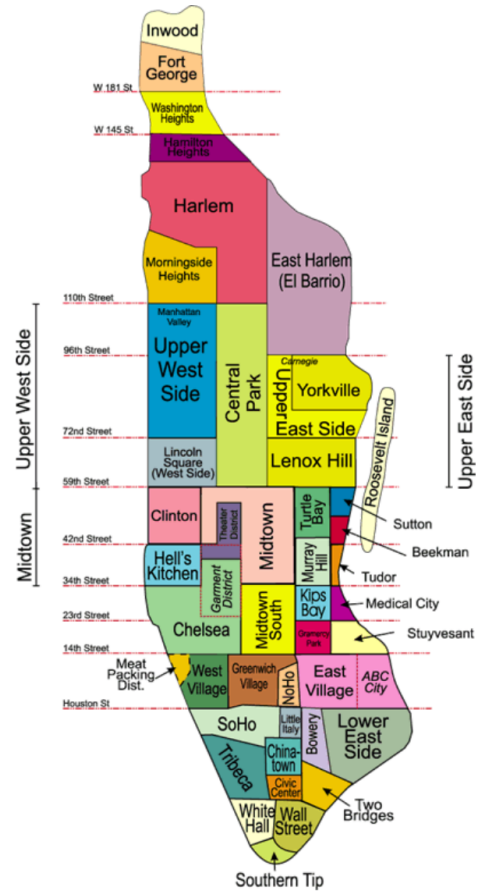 Inwood
Fort
George
W 181 St
Washington
Heights
W 145 St
Hamilton
Heights
Harlem
East Harlem
(El Barrio)
Morningside
Heights
110th Street
Manhattan
Valley
Upper
West
Side
Upper West Side
Central
Park
96th Street
Carnegie
Yorkville
Upper
East Side
Upper East Side
Roosevelt Island
72nd Street
Lincoln
Square
(West Side)
Lenox Hill
59th Street
Midtown
Clinton
Theater
District
Midtown
Turtle
Bay
Sutton
Beekman
42nd Street
Hell's
Kitchen
Garment
District
Murray
Hill
Tudor
34th Street
Kips
Bay
Medical City
23rd Street
Chelsea
Midtown
South
Gramercy
Park
Stuyvesant
14th Street
Meat
Packing
Dist.
West
Village
Greenwich
Village
NoHo
East
Village
ABC
City
Houston St
SoHo
Little
Italy
Bowery
Lower
East
Side
Tribeca
China-
town
Civic
Center
Two
Bridges
White
Hall
Wall
Street
Southern Tip